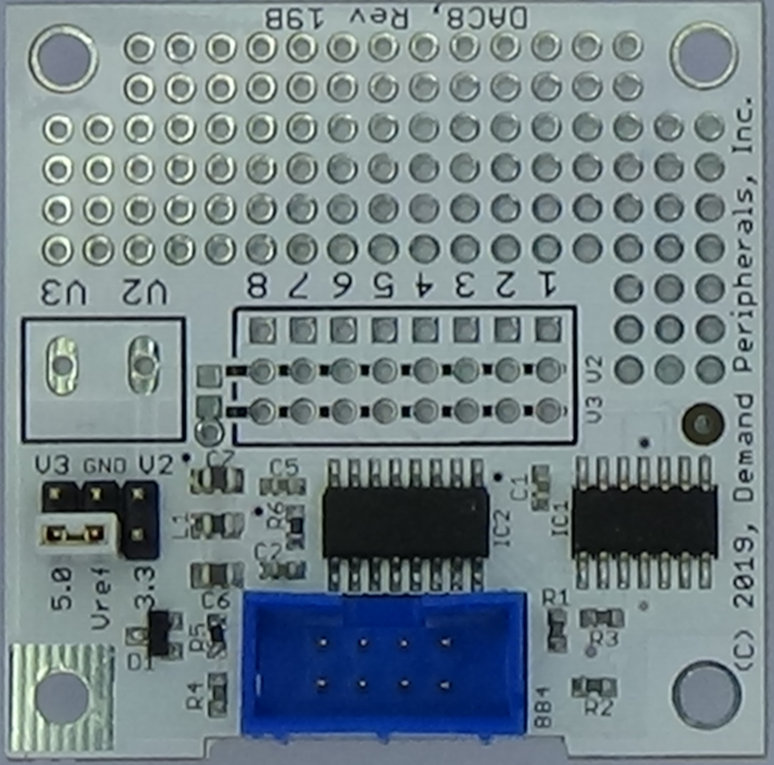 DAC8, Rev 19B
V3 V2
8 7 6 5 4 3 2 1
V2
V3
V3 GND V2
C7
C5
C1
L1
R6
IC2
IC1
C2
5.0
Vref
3.3
C6
R5
D1
R4
R1
R3
R2
BB4
(C) 2019, Demand Peripherals, Inc.